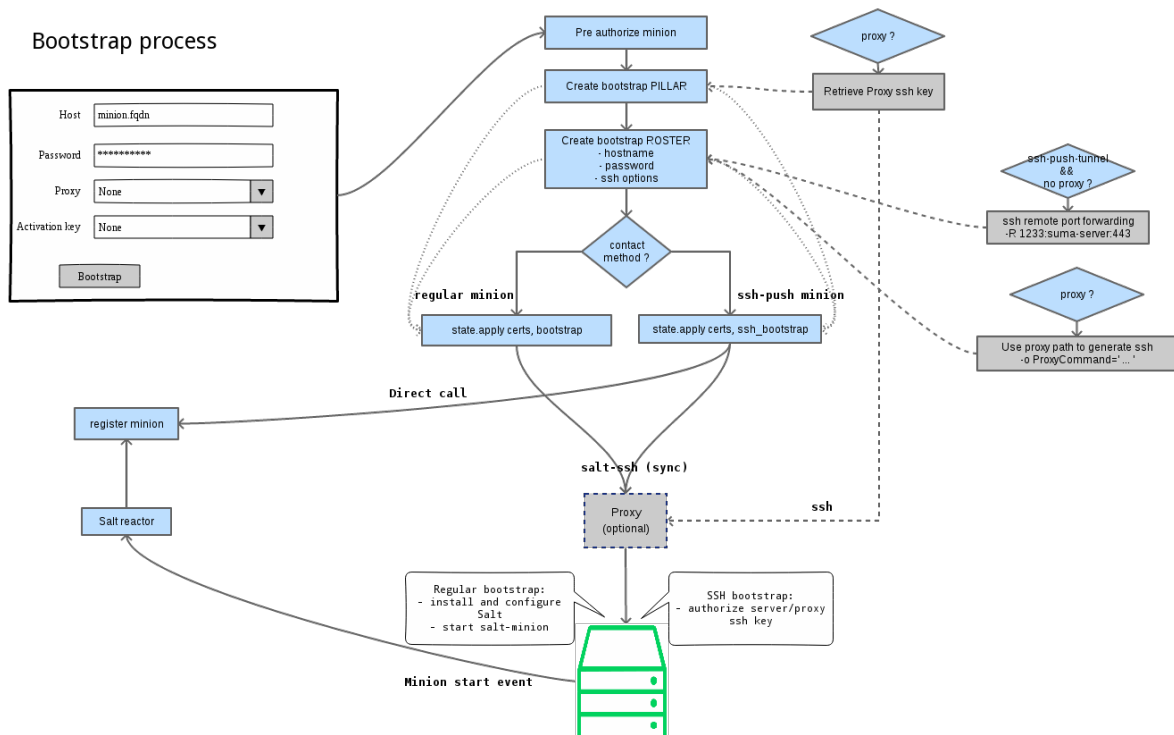 Bootstrap process
Host
minion.fqdn
Password
**********
Proxy
None
Activation key
None
Bootstrap
Pre authorize minion
Create bootstrap PILLAR
Create bootstrap ROSTER
- hostname
- password
- ssh options
contact
method ?
regular minion
ssh-push minion
state.apply certs, bootstrap
state.apply certs, ssh_bootstrap
proxy ?
Retrieve Proxy ssh key
ssh-push-tunnel
&&
no proxy ?
ssh remote port forwarding
-R 1233:suma-server:443
proxy ?
Use proxy path to generate ssh
-o ProxyCommand=' ... '
Direct call
register minion
salt-ssh (sync)
Proxy
(optional)
ssh
Salt reactor
Regular bootstrap:
- install and configure
Salt
- start salt-minion
SSH bootstrap:
- authorize server/proxy
ssh key
Minion start event